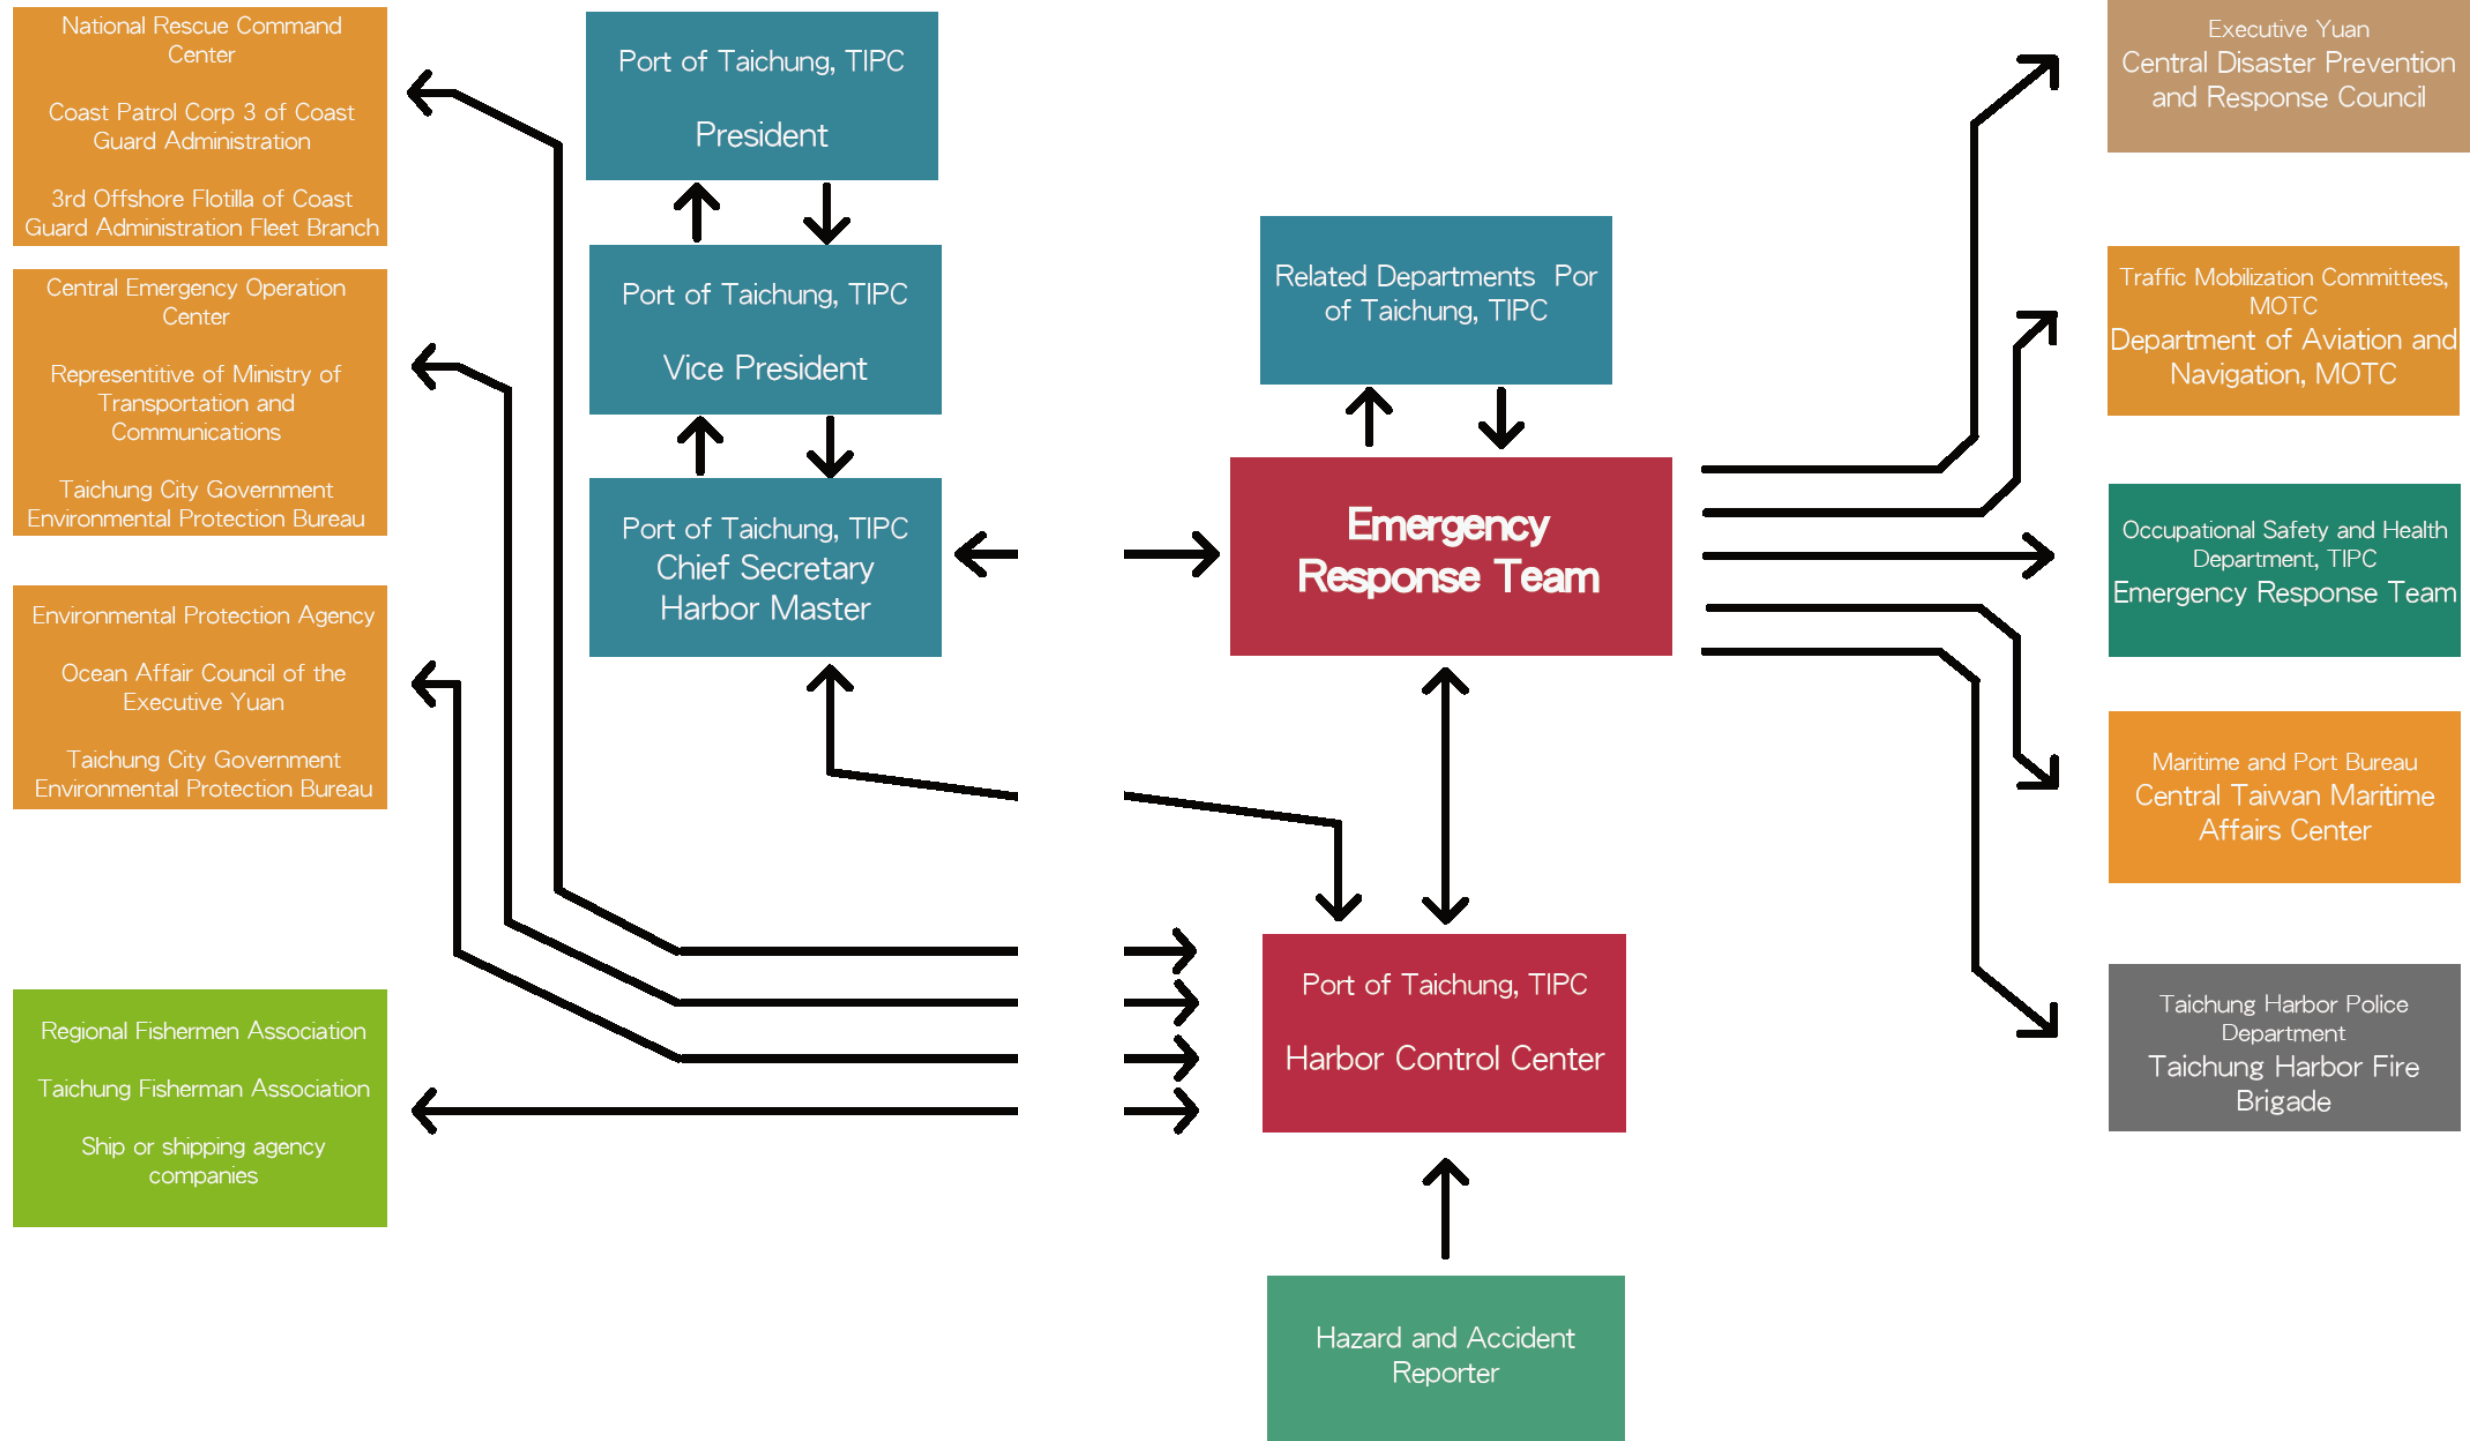 National Rescue Command
Center
Coast Patrol Corp 3 of Coast
Guard Administration
3rd Offshore Flotilla of Coast
Guard Administration Fleet Branch
Central Emergency Operation
Center
Representitive of Ministry of
Transportation and
Communications
Taichung City Government
Environmental Protection Bureau
Environmental Protection Agency
Ocean Affair Council of the
Executive Yuan
Taichung City Government
Environmental Protection Bureau
Regional Fishermen Association
Taichung Fisherman Association
Ship or shipping agency
companies
Port of Taichung, TIPC
President
Port of Taichung, TIPC
Vice President
Port of Taichung, TIPC
Chief Secretary
Harbor Master
Related Departments Por
of Taichung, TIPC
Emergency
Response Team
Port of Taichung, TIPC
Harbor Control Center
Hazard and Accident
Reporter
Executive Yuan
Central Disaster Prevention
and Response Council
Traffic Mobilization Committees,
MOTC
Department of Aviation and
Navigation, MOTC
Occupational Safety and Health
Department, TIPC
Emergency Response Team
Maritime and Port Bureau
Central Taiwan Maritime
Affairs Center
Taichung Harbor Police
Department
Taichung Harbor Fire
Brigade